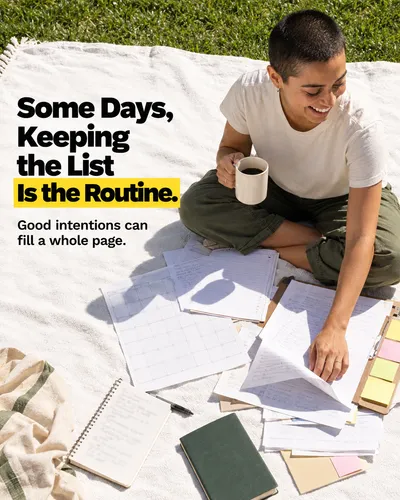 Some Days,
Keeping
the List
Is the Routine.
Good intentions can
fill a whole page.